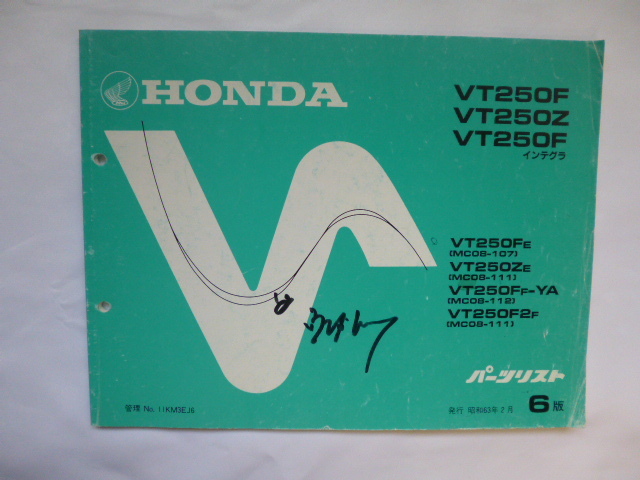 HONDA
VT250F
VT250Z
VT250F
インテグラ
VT250FE
(MC08-107)
VT250ZE
(MC08-111)
VT250FF-YA
(MC08-112)
VT250F2F
(MC08-111)
パーツリスト
管理 No. 11KM3EJ6
発行 昭和63年2月
6版